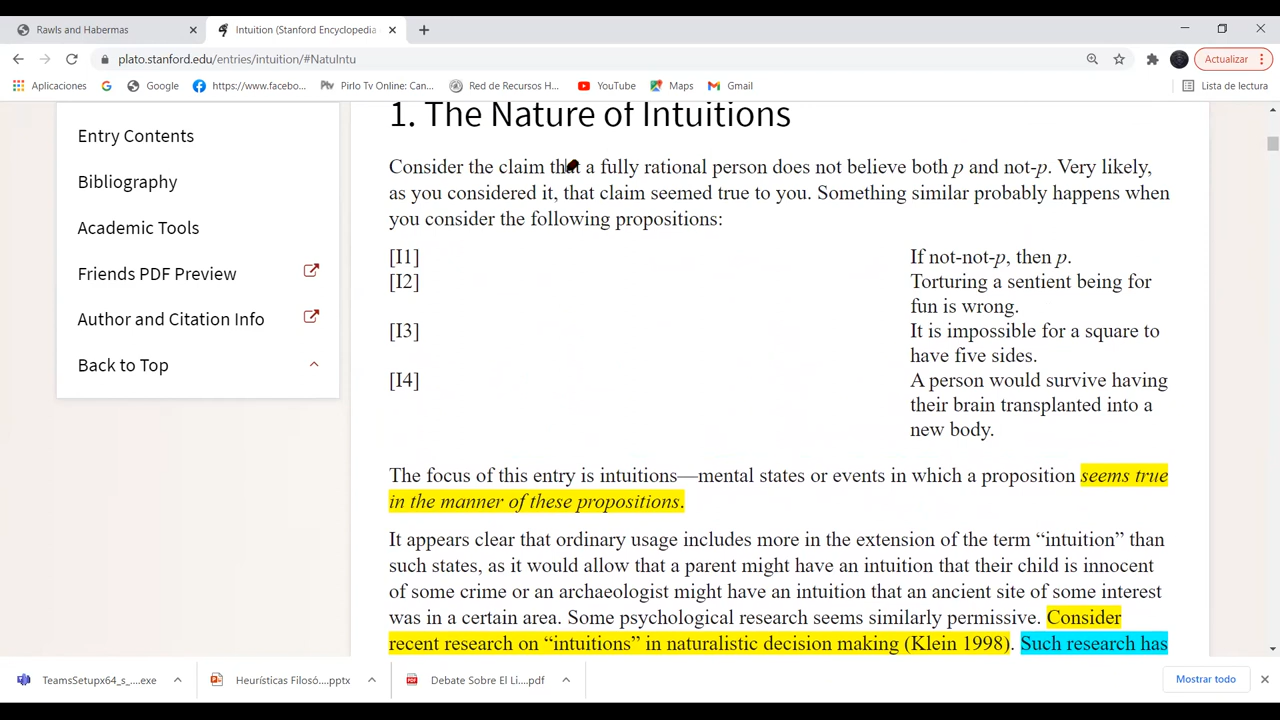 Rawls and Habermas
Intuition (Stanford Encyclopedia
plato.stanford.edu/entries/intuition/#NatuIntu
Actualizar
Aplicaciones
Google
https://www.facebo...
Pirlo Tv Online: Can...
Red de Recursos H...
YouTube
Maps
Gmail
Lista de lectura
Entry Contents
Bibliography
Academic Tools
Friends PDF Preview
Author and Citation Info
Back to Top
1. The Nature of Intuitions
Consider the claim that a fully rational person does not believe both p and not-p. Very likely,
as you considered it, that claim seemed true to you. Something similar probably happens when
you consider the following propositions:
[I1] If not-not-p, then p.
[I2] Torturing a sentient being for
fun is wrong.
[I3] It is impossible for a square to
have five sides.
[I4] A person would survive having
their brain transplanted into a
new body.
The focus of this entry is intuitions—mental states or events in which a proposition seems true
in the manner of these propositions.
It appears clear that ordinary usage includes more in the extension of the term “intuition” than
such states, as it would allow that a parent might have an intuition that their child is innocent
of some crime or an archaeologist might have an intuition that an ancient site of some interest
was in a certain area. Some psychological research seems similarly permissive. Consider
recent research on “intuitions” in naturalistic decision making (Klein 1998). Such research has
TeamsSetupx64_s_....exe
Heurísticas Filosó....pptx
Debate Sobre El Li....pdf
Mostrar todo